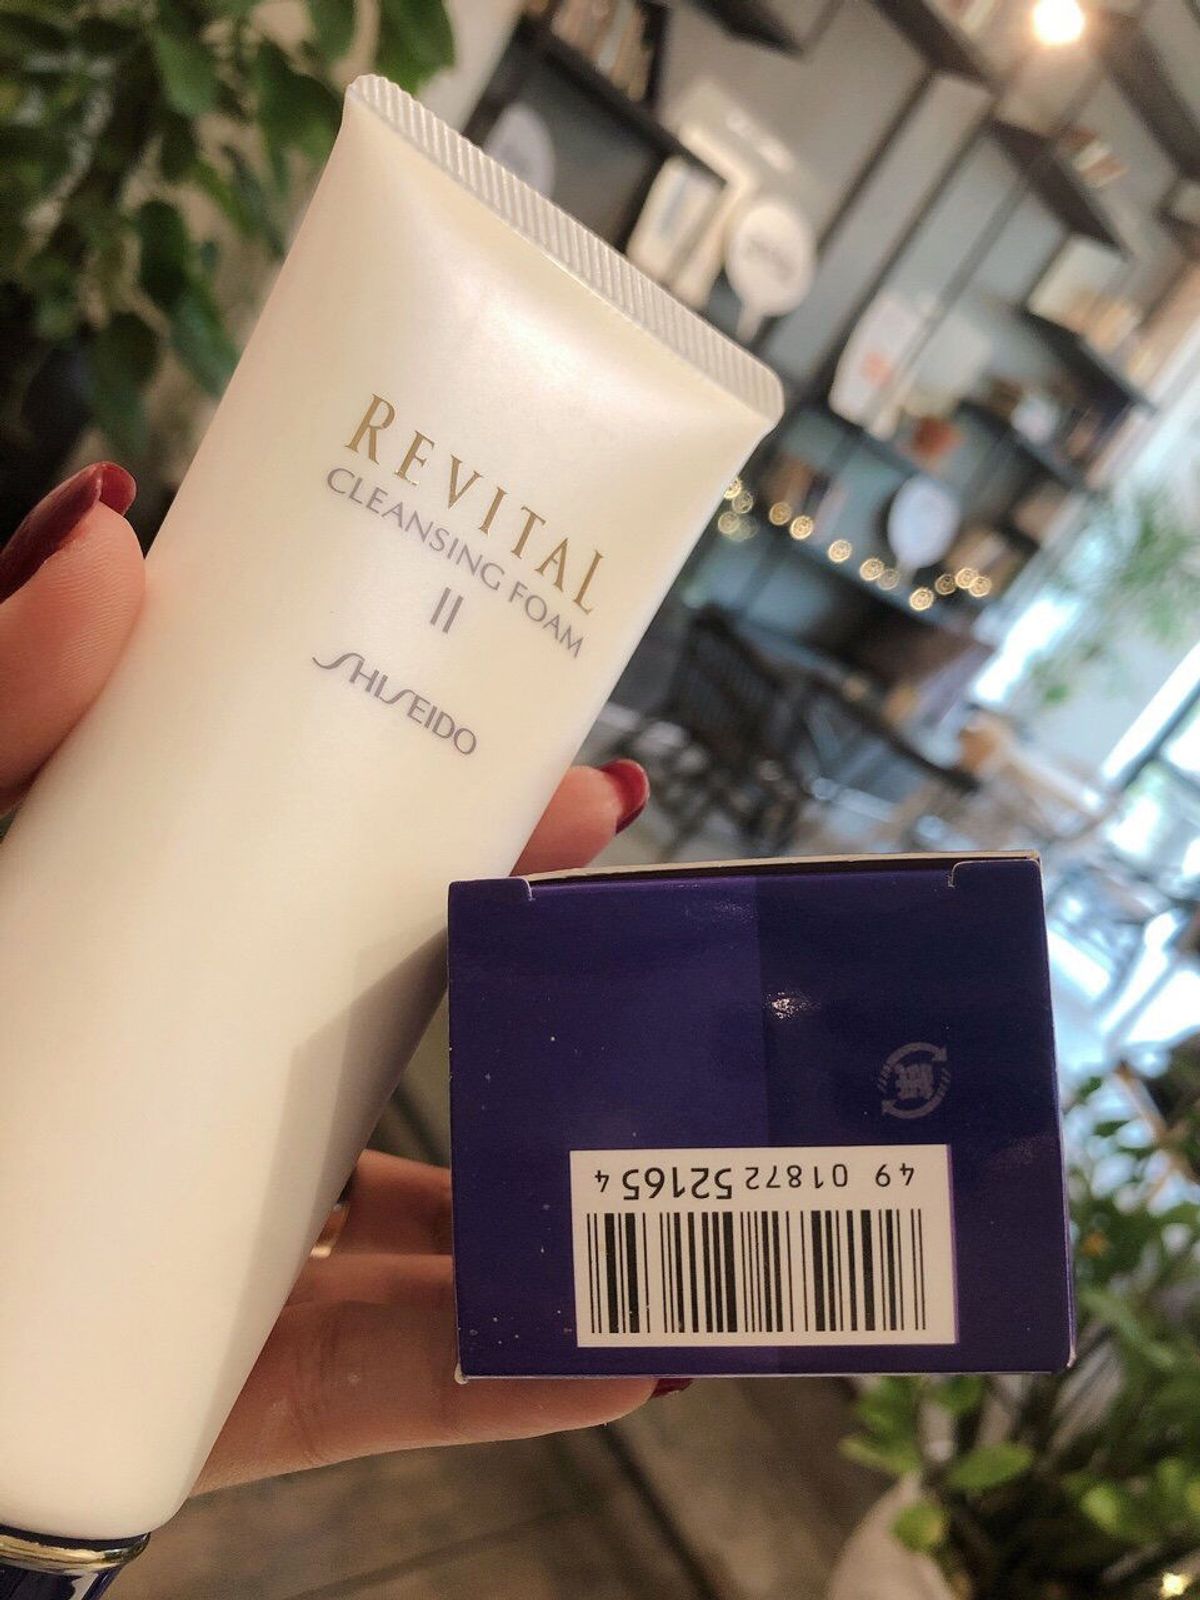 REVITAL
CLEANSING FOAM
II
SHISEIDO
4 9 01872 52165 4